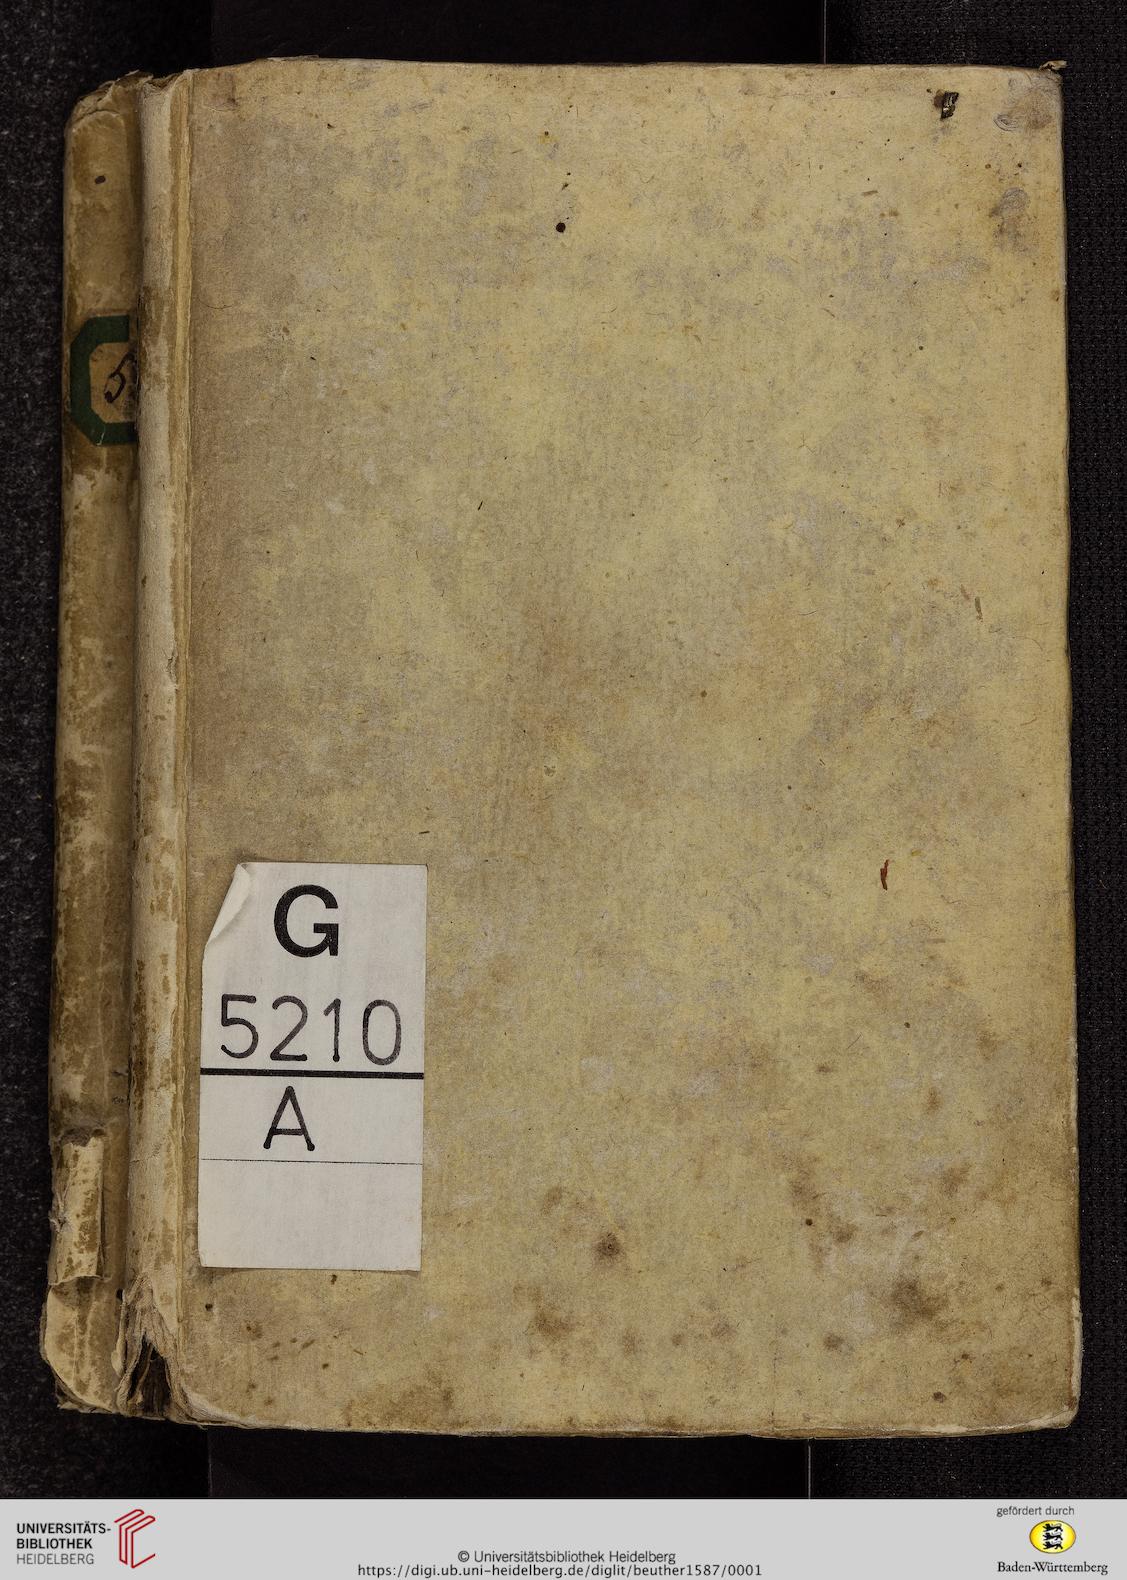 5
G
5210
A
UNIVERSITÄTS-
BIBLIOTHEK
HEIDELBERG
© Universitätsbibliothek Heidelberg
https://digi.ub.uni-heidelberg.de/diglit/beuther1587/0001
gefördert durch
Baden-Württemberg